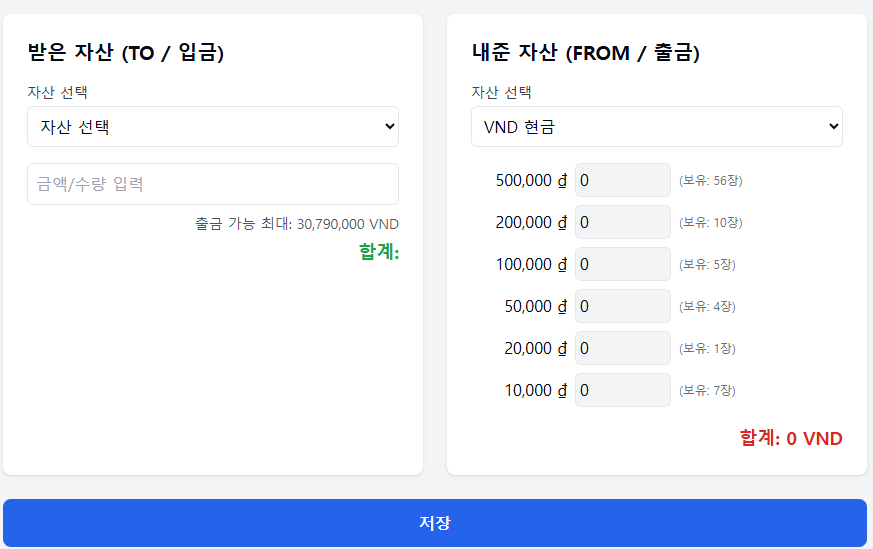 받은 자산 (TO / 입금)
자산 선택
자산 선택
금액/수량 입력
출금 가능 최대: 30,790,000 VND
합계:
내준 자산 (FROM / 출금)
자산 선택
VND 현금
500,000 ₫ 0 (보유: 56장)
200,000 ₫ 0 (보유: 10장)
100,000 ₫ 0 (보유: 5장)
50,000 ₫ 0 (보유: 4장)
20,000 ₫ 0 (보유: 1장)
10,000 ₫ 0 (보유: 7장)
합계: 0 VND
저장